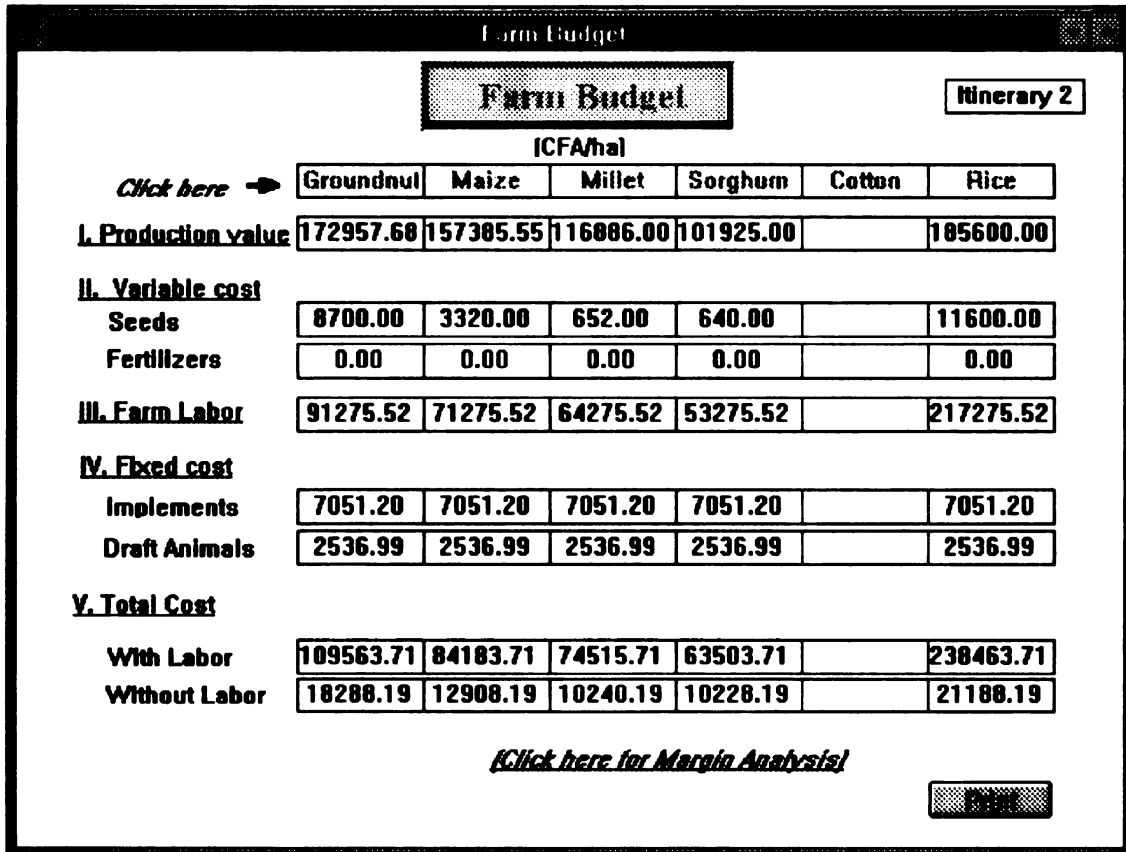 Farm Budget
Farm Budget
Itinerary 2
(CFA/ha)
Click here Groundnut Maize Millet Sorghum Cotton Rice
I. Production value 172957.68 157385.55 116886.00 101925.00 185600.00
II. Variable cost
Seeds 8700.00 3320.00 652.00 640.00 11600.00
Fertilizers 0.00 0.00 0.00 0.00 0.00
III. Farm Labor 91275.52 71275.52 64275.52 53275.52 217275.52
IV. Fixed cost
Implements 7051.20 7051.20 7051.20 7051.20 7051.20
Draft Animals 2536.99 2536.99 2536.99 2536.99 2536.99
V. Total Cost
With Labor 109563.71 84183.71 74515.71 63503.71 238463.71
Without Labor 18288.19 12908.19 10240.19 10228.19 21188.19
(Click here for Margin Analysis)
Print